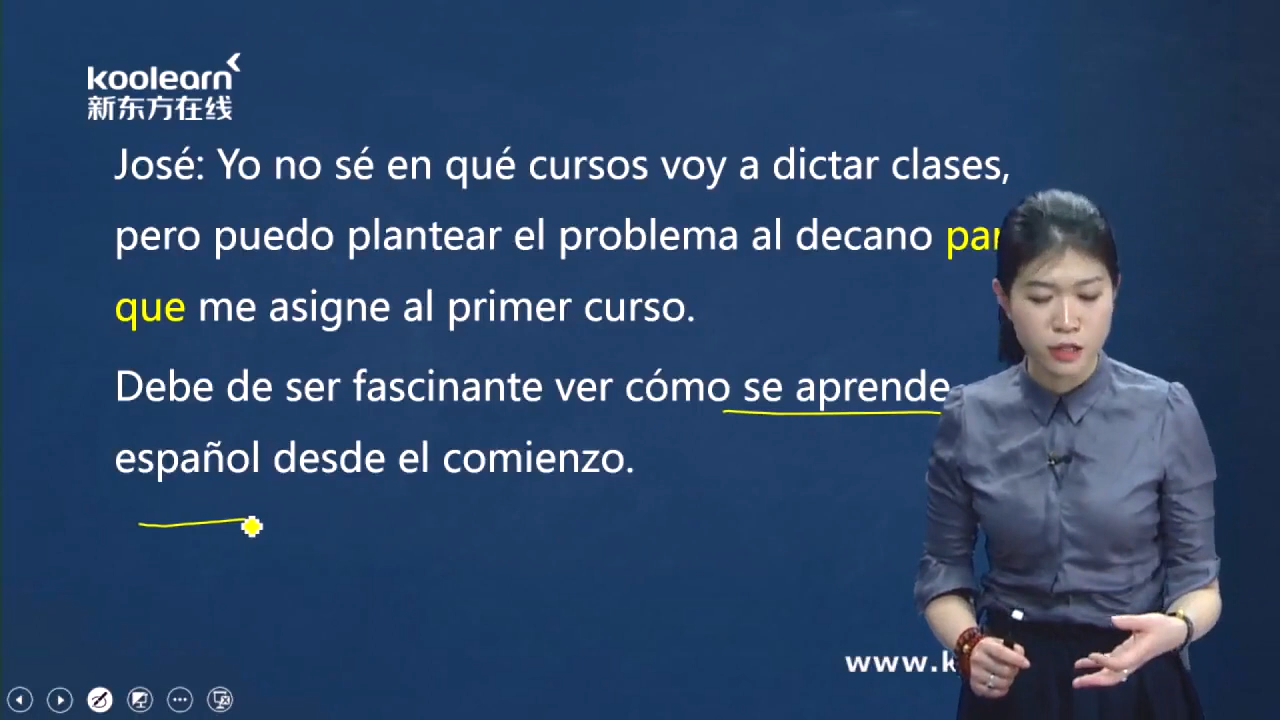 koolearn
新东方在线
José: Yo no sé en qué cursos voy a dictar clases,
pero puedo plantear el problema al decano
que me asigne al primer curso.
Debe de ser fascinante ver cómo se aprende
español desde el comienzo.